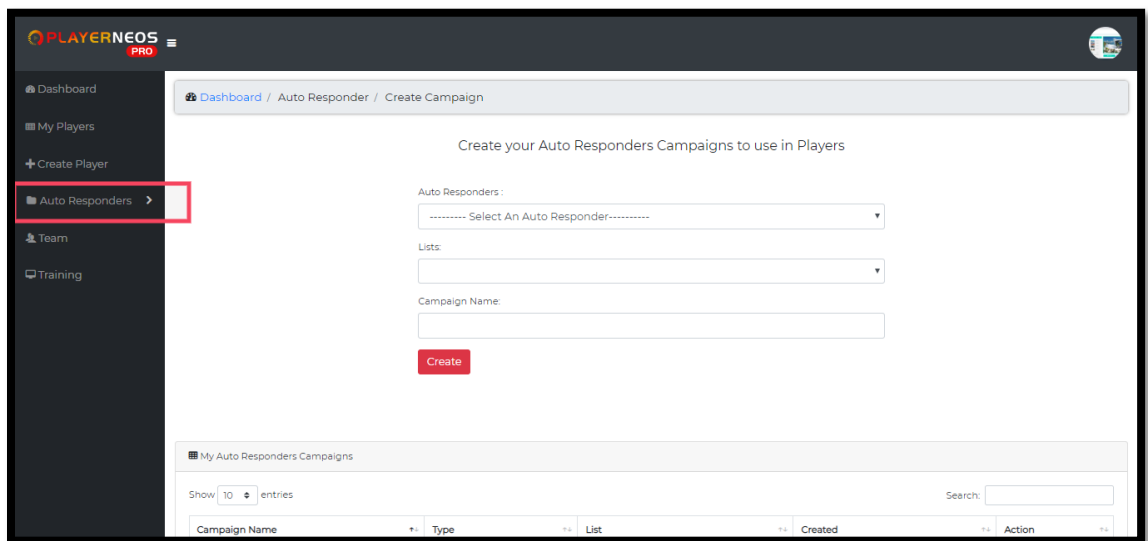 PLAYERNEOS
PRO
Dashboard
My Players
Create Player
Auto Responders
Team
Training
Dashboard / Auto Responder / Create Campaign
Create your Auto Responders Campaigns to use in Players
Auto Responders :
--------- Select An Auto Responder----------
Lists:
Campaign Name:
Create
My Auto Responders Campaigns
Show 10 entries
Search:
Campaign Name Type List Created Action